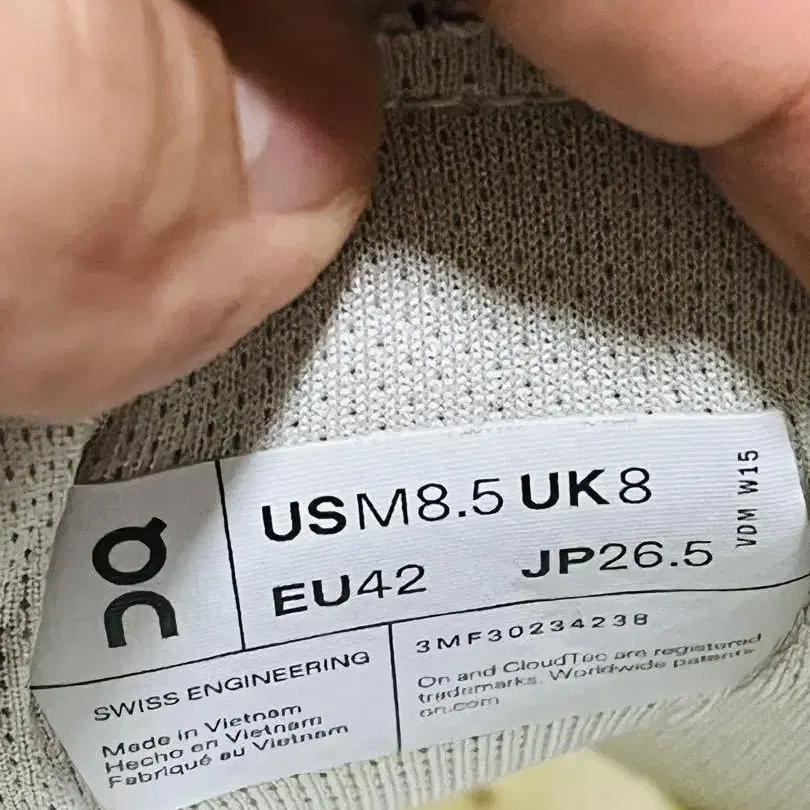 on
USM8.5 UK8
EU42 JP26.5
VDM W15
SWISS ENGINEERING
Made in Vietnam
Hecho en Vietnam
Fabriqué au Vietnam
3MF30234238
On and CloudTec are registered
trademarks. Worldwide patents
on.com